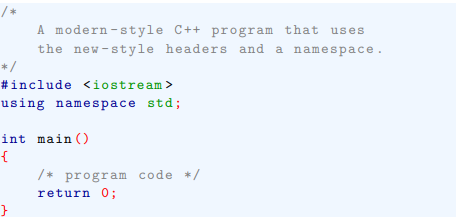 /*
    A modern-style C++ program that uses
    the new-style headers and a namespace.
*/
#include <iostream>
using namespace std;

int main()
{
    /* program code */
    return 0;
}